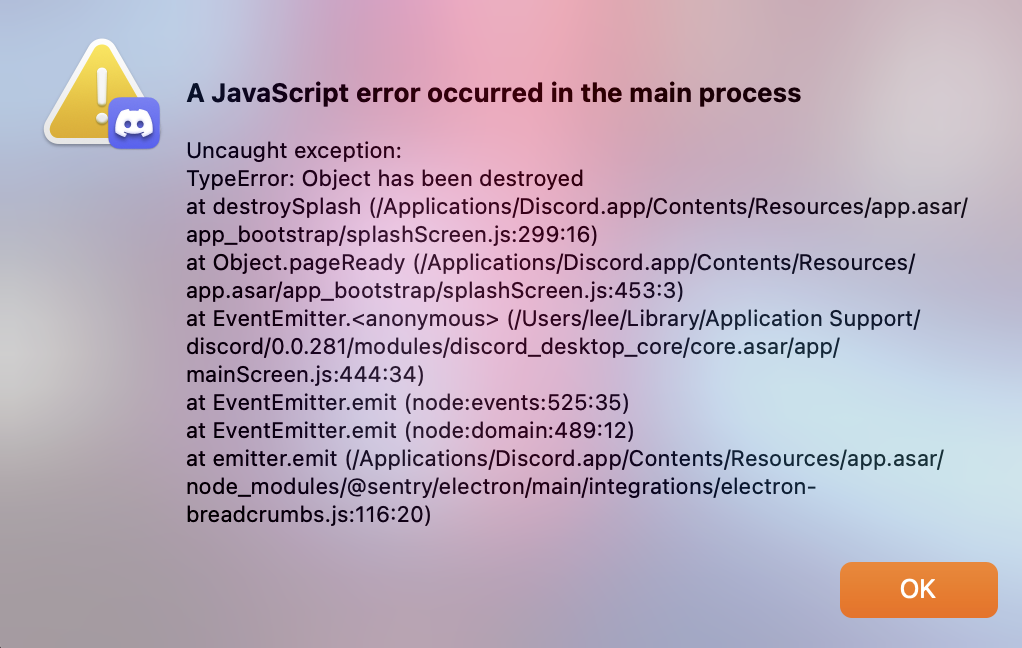 A JavaScript error occurred in the main process
Uncaught exception:
TypeError: Object has been destroyed
at destroySplash (/Applications/Discord.app/Contents/Resources/app.asar/
app_bootstrap/splashScreen.js:299:16)
at Object.pageReady (/Applications/Discord.app/Contents/Resources/
app.asar/app_bootstrap/splashScreen.js:453:3)
at EventEmitter.<anonymous> (/Users/lee/Library/Application Support/
discord/0.0.281/modules/discord_desktop_core/core.asar/app/
mainScreen.js:444:34)
at EventEmitter.emit (node:events:525:35)
at EventEmitter.emit (node:domain:489:12)
at emitter.emit (/Applications/Discord.app/Contents/Resources/app.asar/
node_modules/@sentry/electron/main/integrations/electron-
breadcrumbs.js:116:20)
OK